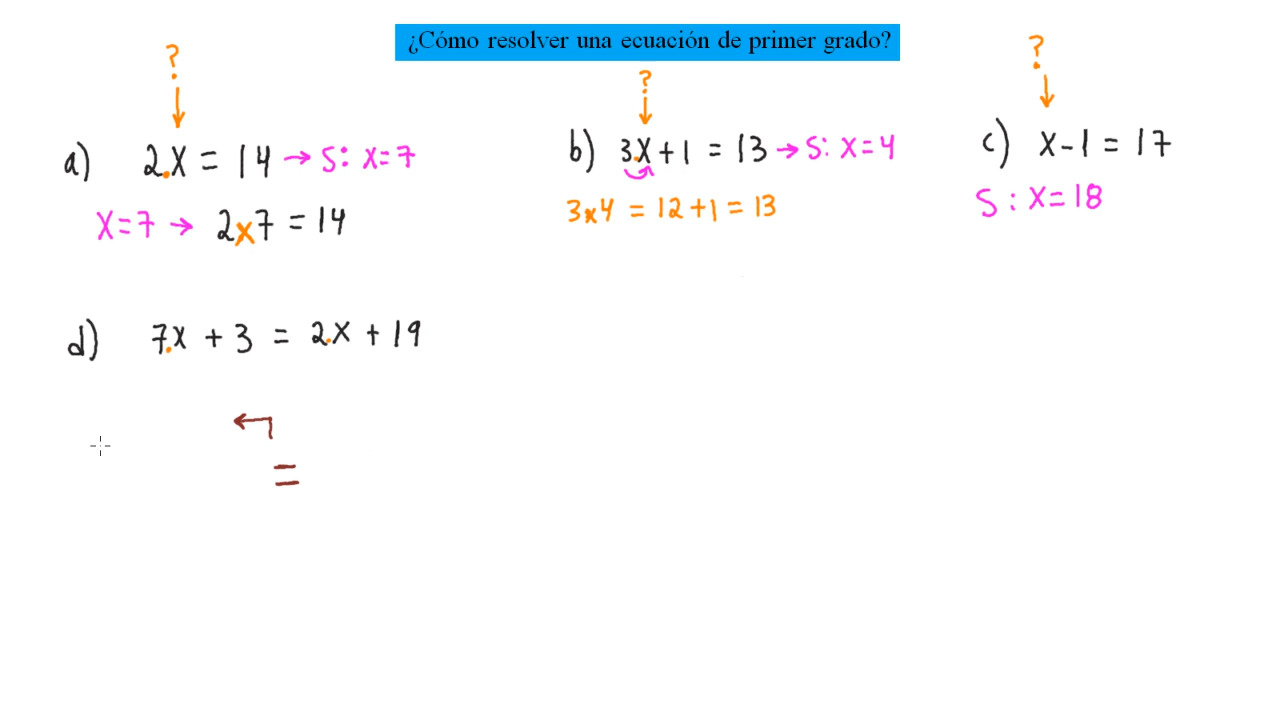 ¿Cómo resolver una ecuación de primer grado?
?
?
?
a) 2.X = 14 → S: X=7
X=7 → 2x7 = 14
b) 3.X+1 = 13 → S: X=4
3x4 = 12+1 = 13
c) X-1 = 17
S: X=18
d) 7.X + 3 = 2.X + 19
=